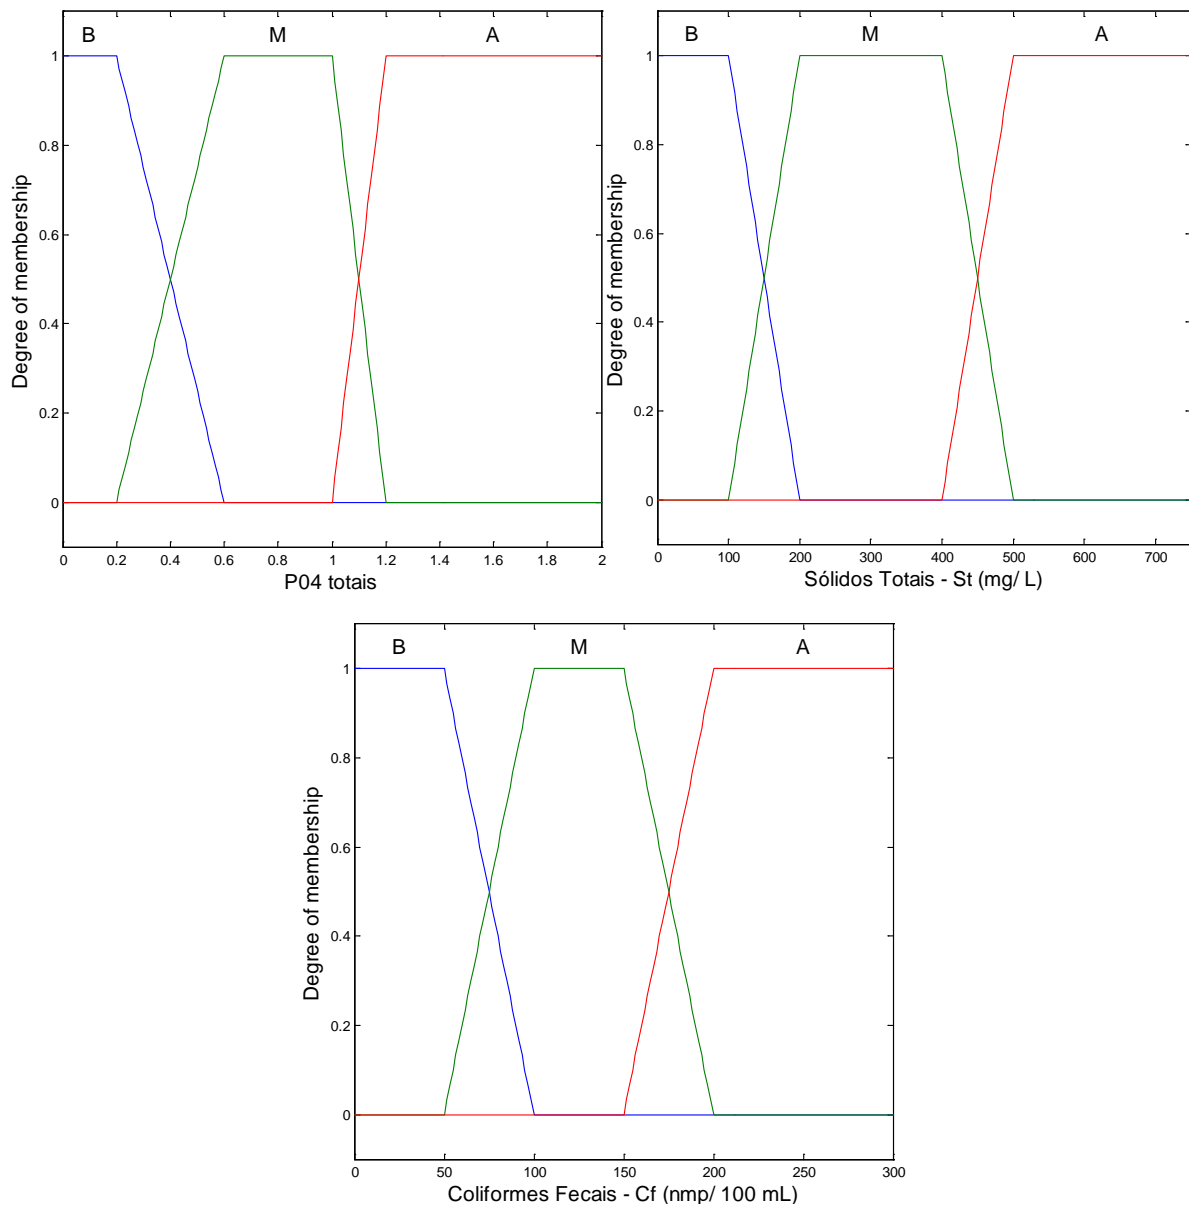 B M A
1
0.8
0.6
0.4
0.2
0
Degree of membership
0 0.2 0.4 0.6 0.8 1 1.2 1.4 1.6 1.8 2
P04 totais
B M A
1
0.8
0.6
0.4
0.2
0
Degree of membership
0 100 200 300 400 500 600 700
Sólidos Totais - St (mg/ L)
B M A
1
0.8
0.6
0.4
0.2
0
Degree of membership
0 50 100 150 200 250 300
Coliformes Fecais - Cf (nmp/ 100 mL)